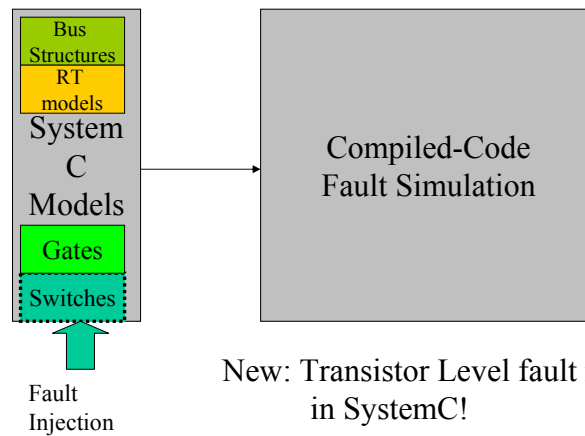 Bus
Structures
RT
models
System
C
Models
Gates
Switches
Fault
Injection
Compiled-Code
Fault Simulation
New: Transistor Level fault
in SystemC!